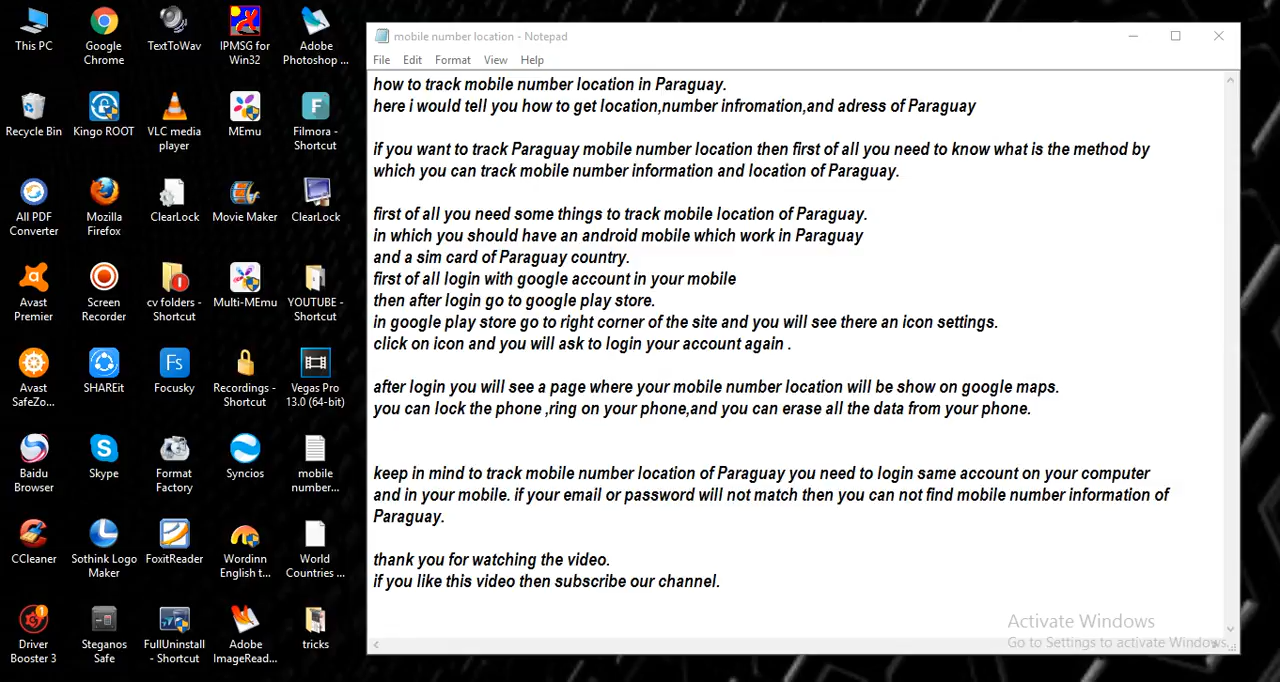 This PC
Google Chrome
TextToWav
IPMSG for Win32
Adobe Photoshop ...
Recycle Bin
Kingo ROOT
VLC media player
MEmu
Filmora - Shortcut
All PDF Converter
Mozilla Firefox
ClearLock
Movie Maker
ClearLock
Avast Premier
Screen Recorder
cv folders - Shortcut
Multi-MEmu
YOUTUBE - Shortcut
Avast SafeZo...
SHAREit
Focusky
Recordings - Shortcut
Vegas Pro 13.0 (64-bit)
Baidu Browser
Skype
Format Factory
Syncios
mobile number...
CCleaner
Sothink Logo Maker
FoxitReader
Wordinn English t...
World Countries ...
Driver Booster 3
Steganos Safe
FullUninstall - Shortcut
Adobe ImageRead...
tricks
mobile number location - Notepad
File Edit Format View Help
how to track mobile number location in Paraguay.
here i would tell you how to get location,number infromation,and adress of Paraguay
if you want to track Paraguay mobile number location then first of all you need to know what is the method by
which you can track mobile number information and location of Paraguay.
first of all you need some things to track mobile location of Paraguay.
in which you should have an android mobile which work in Paraguay
and a sim card of Paraguay country.
first of all login with google account in your mobile
then after login go to google play store.
in google play store go to right corner of the site and you will see there an icon settings.
click on icon and you will ask to login your account again .
after login you will see a page where your mobile number location will be show on google maps.
you can lock the phone ,ring on your phone,and you can erase all the data from your phone.
keep in mind to track mobile number location of Paraguay you need to login same account on your computer
and in your mobile. if your email or password will not match then you can not find mobile number information of
Paraguay.
thank you for watching the video.
if you like this video then subscribe our channel.
Activate Windows
Go to Settings to activate Windows.